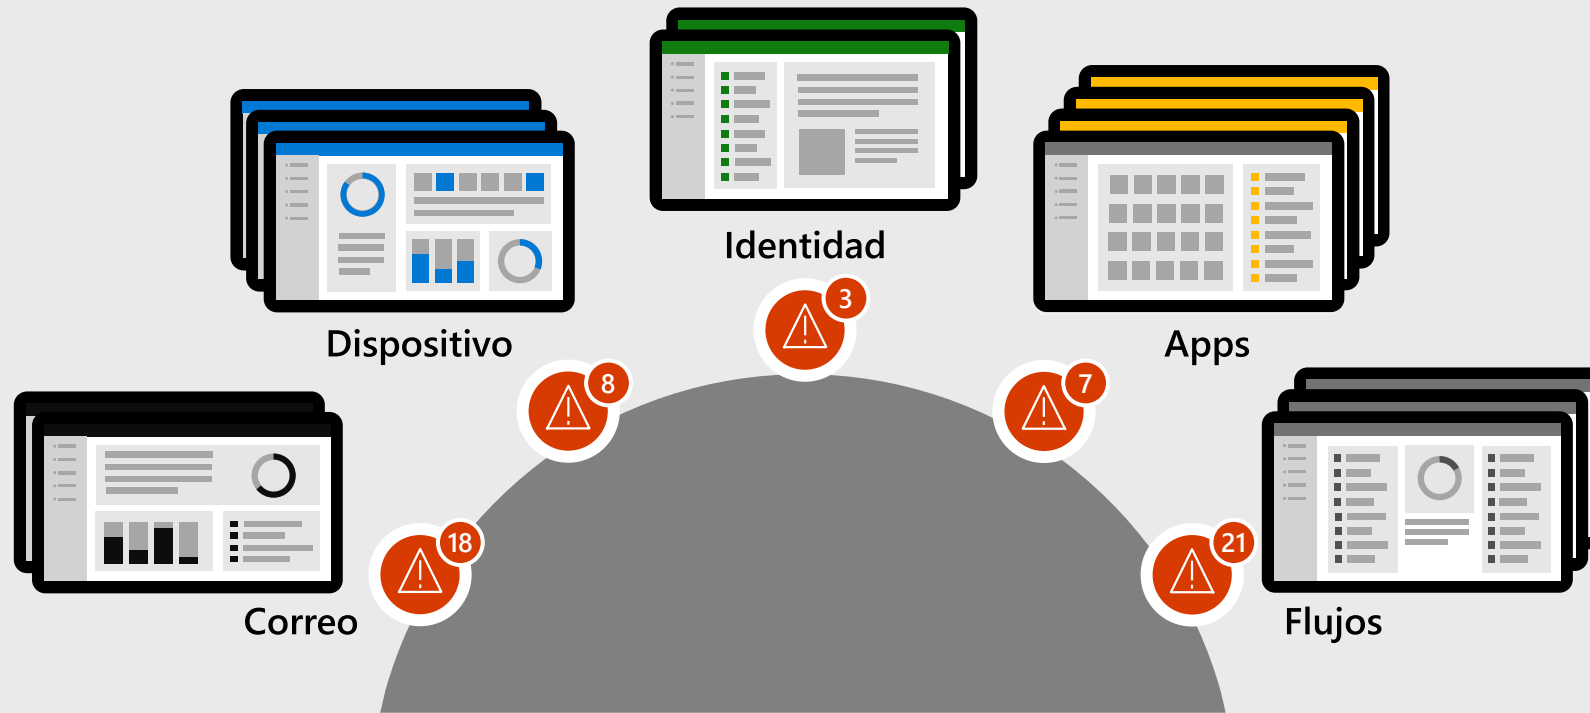 Identidad
3
Dispositivo
8
Apps
7
Correo
18
Flujos
21